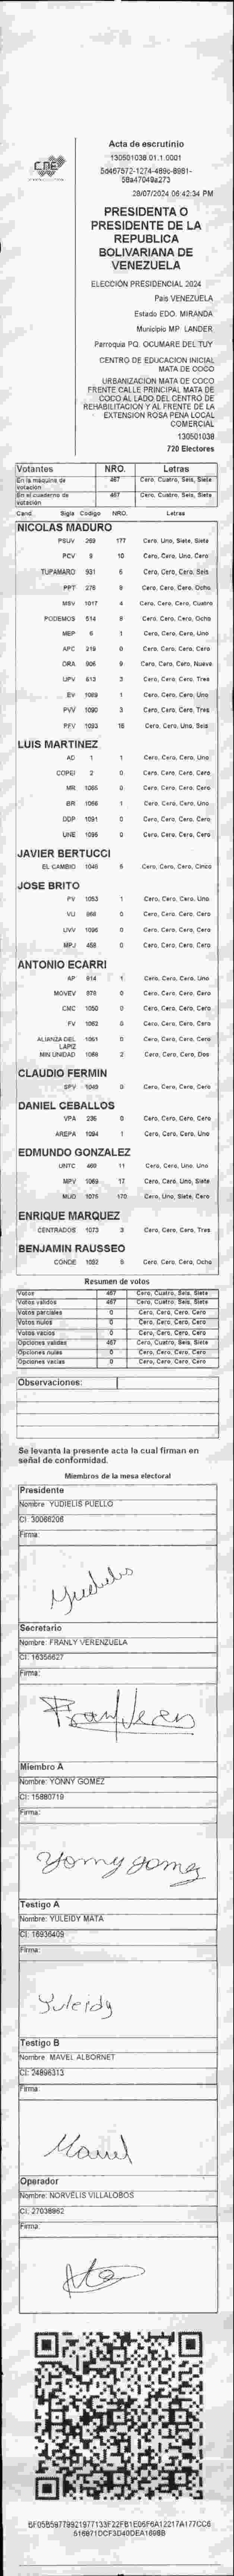 CNE
Acta de escrutinio
130501038.01.1.0001
28/07/2024 06:42:34 PM
PRESIDENTA O
PRESIDENTE DE LA
REPUBLICA
BOLIVARIANA DE
VENEZUELA
ELECCIÓN PRESIDENCIAL 2024
País VENEZUELA
Estado EDO. MIRANDA
Municipio MP. LANDER
Parroquia PQ. OCUMARE DEL TUY
CENTRO DE EDUCACION INICIAL
MATA DE COCO
URBANIZACION MATA DE COCO
FRENTE CALLE PRINCIPAL MATA DE
COCO AL LADO DEL CENTRO DE
REHABILITACION Y AL FRENTE DE LA
EXTENSION ROSA PENA LOCAL
COMERCIAL
130501038
720 Electores
Votantes NRO. Letras
En la máquina de votación 467 Cero, Cuatro, Seis, Siete
En el cuaderno de votación 467 Cero, Cuatro, Seis, Siete
Cand. Sigla Codigo NRO. Letras
NICOLAS MADURO
PSUV 269 177 Cero, Uno, Siete, Siete
PCV 9 10 Cero, Cero, Uno, Cero
TUPAMARO 931 6 Cero, Cero, Cero, Seis
PPT 276 8 Cero, Cero, Cero, Ocho
MSV 1017 4 Cero, Cero, Cero, Cuatro
PODEMOS 514 8 Cero, Cero, Cero, Ocho
MEP 6 1 Cero, Cero, Cero, Uno
APC 219 0 Cero, Cero, Cero, Cero
ORA 906 9 Cero, Cero, Cero, Nueve
UPV 613 3 Cero, Cero, Cero, Tres
EV 1089 1 Cero, Cero, Cero, Uno
PVV 1090 3 Cero, Cero, Cero, Tres
PFV 1093 16 Cero, Cero, Uno, Seis
LUIS MARTINEZ
AD 1 1 Cero, Cero, Cero, Uno
COPEI 2 0 Cero, Cero, Cero, Cero
MR 1065 0 Cero, Cero, Cero, Cero
BR 1066 1 Cero, Cero, Cero, Uno
DDP 1091 0 Cero, Cero, Cero, Cero
UNE 1095 0 Cero, Cero, Cero, Cero
JAVIER BERTUCCI
EL CAMBIO 1046 5 Cero, Cero, Cero, Cinco
JOSE BRITO
PV 1053 1 Cero, Cero, Cero, Uno
VU 868 0 Cero, Cero, Cero, Cero
UVV 1096 0 Cero, Cero, Cero, Cero
MPJ 458 0 Cero, Cero, Cero, Cero
ANTONIO ECARRI
AP 814 1 Cero, Cero, Cero, Uno
MOVEV 879 0 Cero, Cero, Cero, Cero
CMC 1050 0 Cero, Cero, Cero, Cero
FV 1062 0 Cero, Cero, Cero, Cero
ALIANZA DEL LAPIZ 1061 0 Cero, Cero, Cero, Cero
MIN UNIDAD 1068 2 Cero, Cero, Cero, Dos
CLAUDIO FERMIN
SPV 1049 0 Cero, Cero, Cero, Cero
DANIEL CEBALLOS
VPA 236 0 Cero, Cero, Cero, Cero
AREPA 1094 1 Cero, Cero, Cero, Uno
EDMUNDO GONZALEZ
UNTC 460 11 Cero, Cero, Uno, Uno
MPV 1069 17 Cero, Cero, Uno, Siete
MUD 1075 170 Cero, Uno, Siete, Cero
ENRIQUE MARQUEZ
CENTRADOS 1073 3 Cero, Cero, Cero, Tres
BENJAMIN RAUSSEO
CONDE 1092 8 Cero, Cero, Cero, Ocho
Resumen de votos
Votos 467 Cero, Cuatro, Seis, Siete
Votos validos 467 Cero, Cuatro, Seis, Siete
Votos parciales 0 Cero, Cero, Cero, Cero
Votos nulos 0 Cero, Cero, Cero, Cero
Votos vacios 0 Cero, Cero, Cero, Cero
Opciones validas 467 Cero, Cuatro, Seis, Siete
Opciones nulas 0 Cero, Cero, Cero, Cero
Opciones vacias 0 Cero, Cero, Cero, Cero
Observaciones:
Se levanta la presente acta la cual firman en
señal de conformidad.
Miembros de la mesa electoral
Presidente
Nombre: YUDIELIS PUELLO
CI: 30066206
Firma:
Secretario
Nombre: FRANLY VERENZUELA
CI: 16356627
Firma:
Miembro A
Nombre: YONNY GOMEZ
CI: 15880719
Firma:
Yonny gomez
Testigo A
Nombre: YULEIDY MATA
CI: 16936409
Firma:
Yuleidy
Testigo B
Nombre: MAVEL ALBORNET
CI: 24896313
Firma:
Mavel
Operador
Nombre: NORVELIS VILLALOBOS
CI: 27038862
Firma: